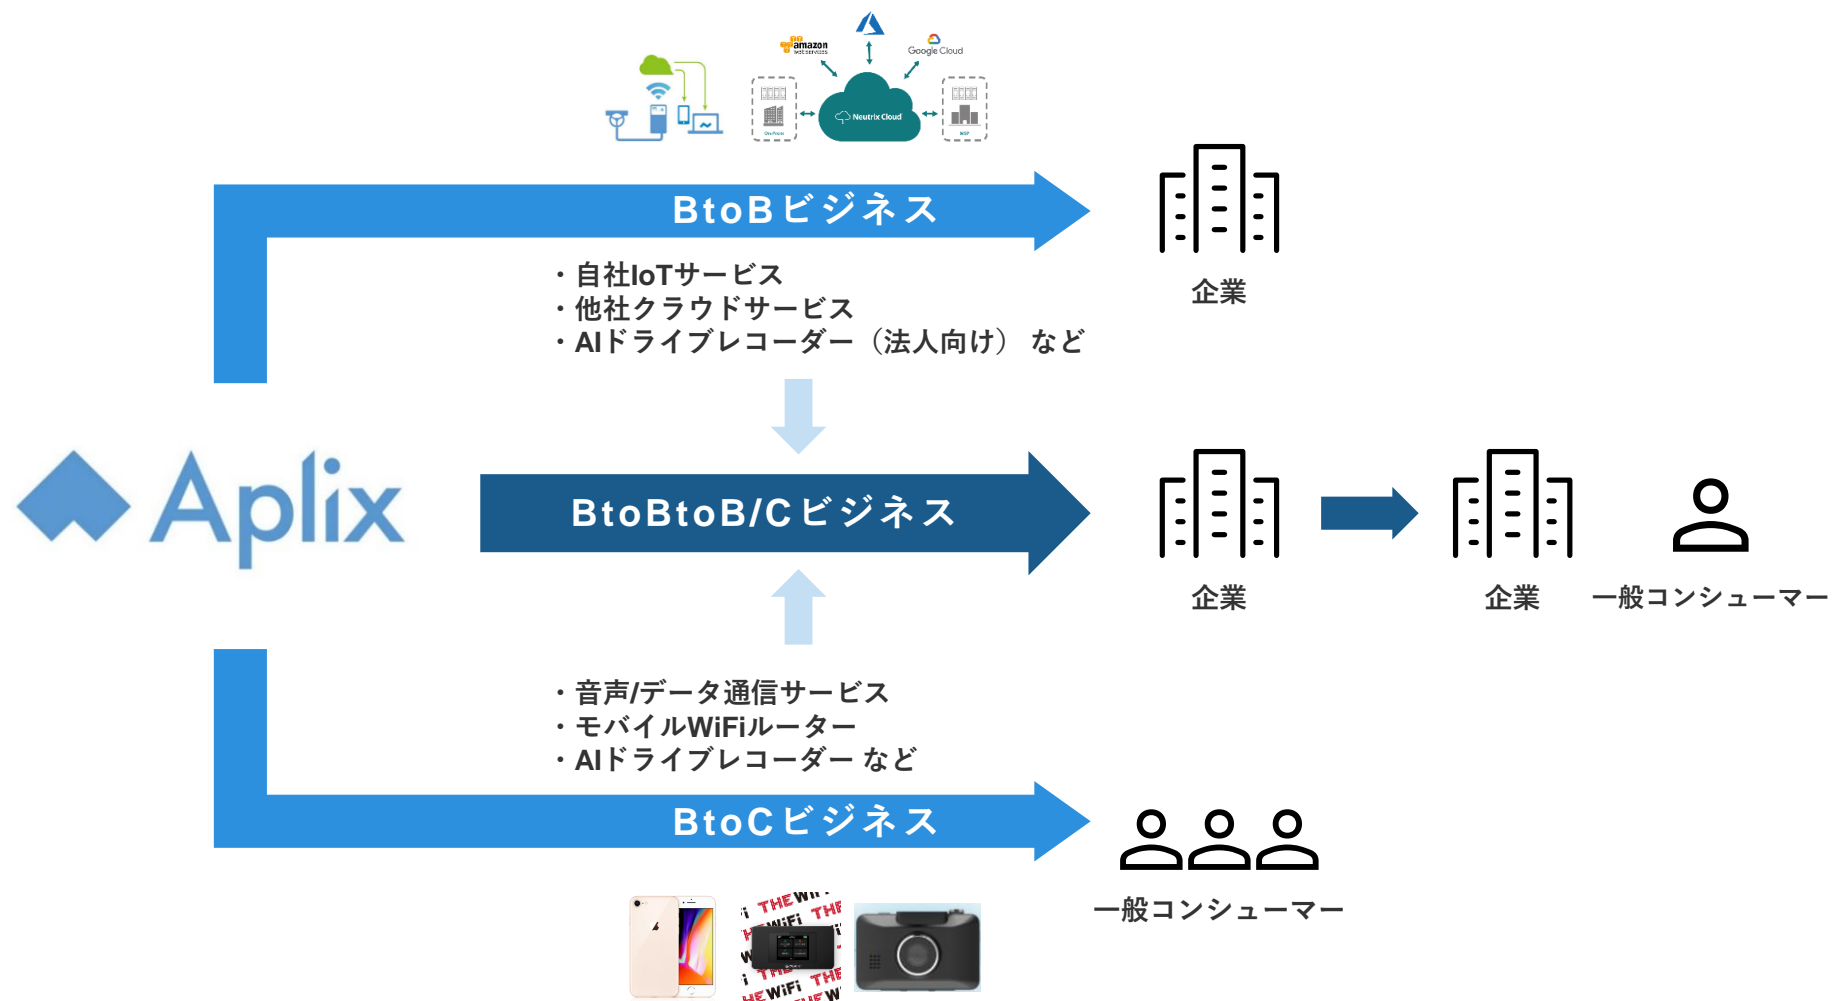 amazon
web services
Google Cloud
Neutrix Cloud
On-Prem
MSP
BtoBビジネス
・自社IoTサービス
・他社クラウドサービス
・AIドライブレコーダー（法人向け） など
企業
Aplix
BtoBtoB/Cビジネス
企業
企業
一般コンシューマー
・音声/データ通信サービス
・モバイルWiFiルーター
・AIドライブレコーダー など
BtoCビジネス
一般コンシューマー
THE WiFi
THE WiFi